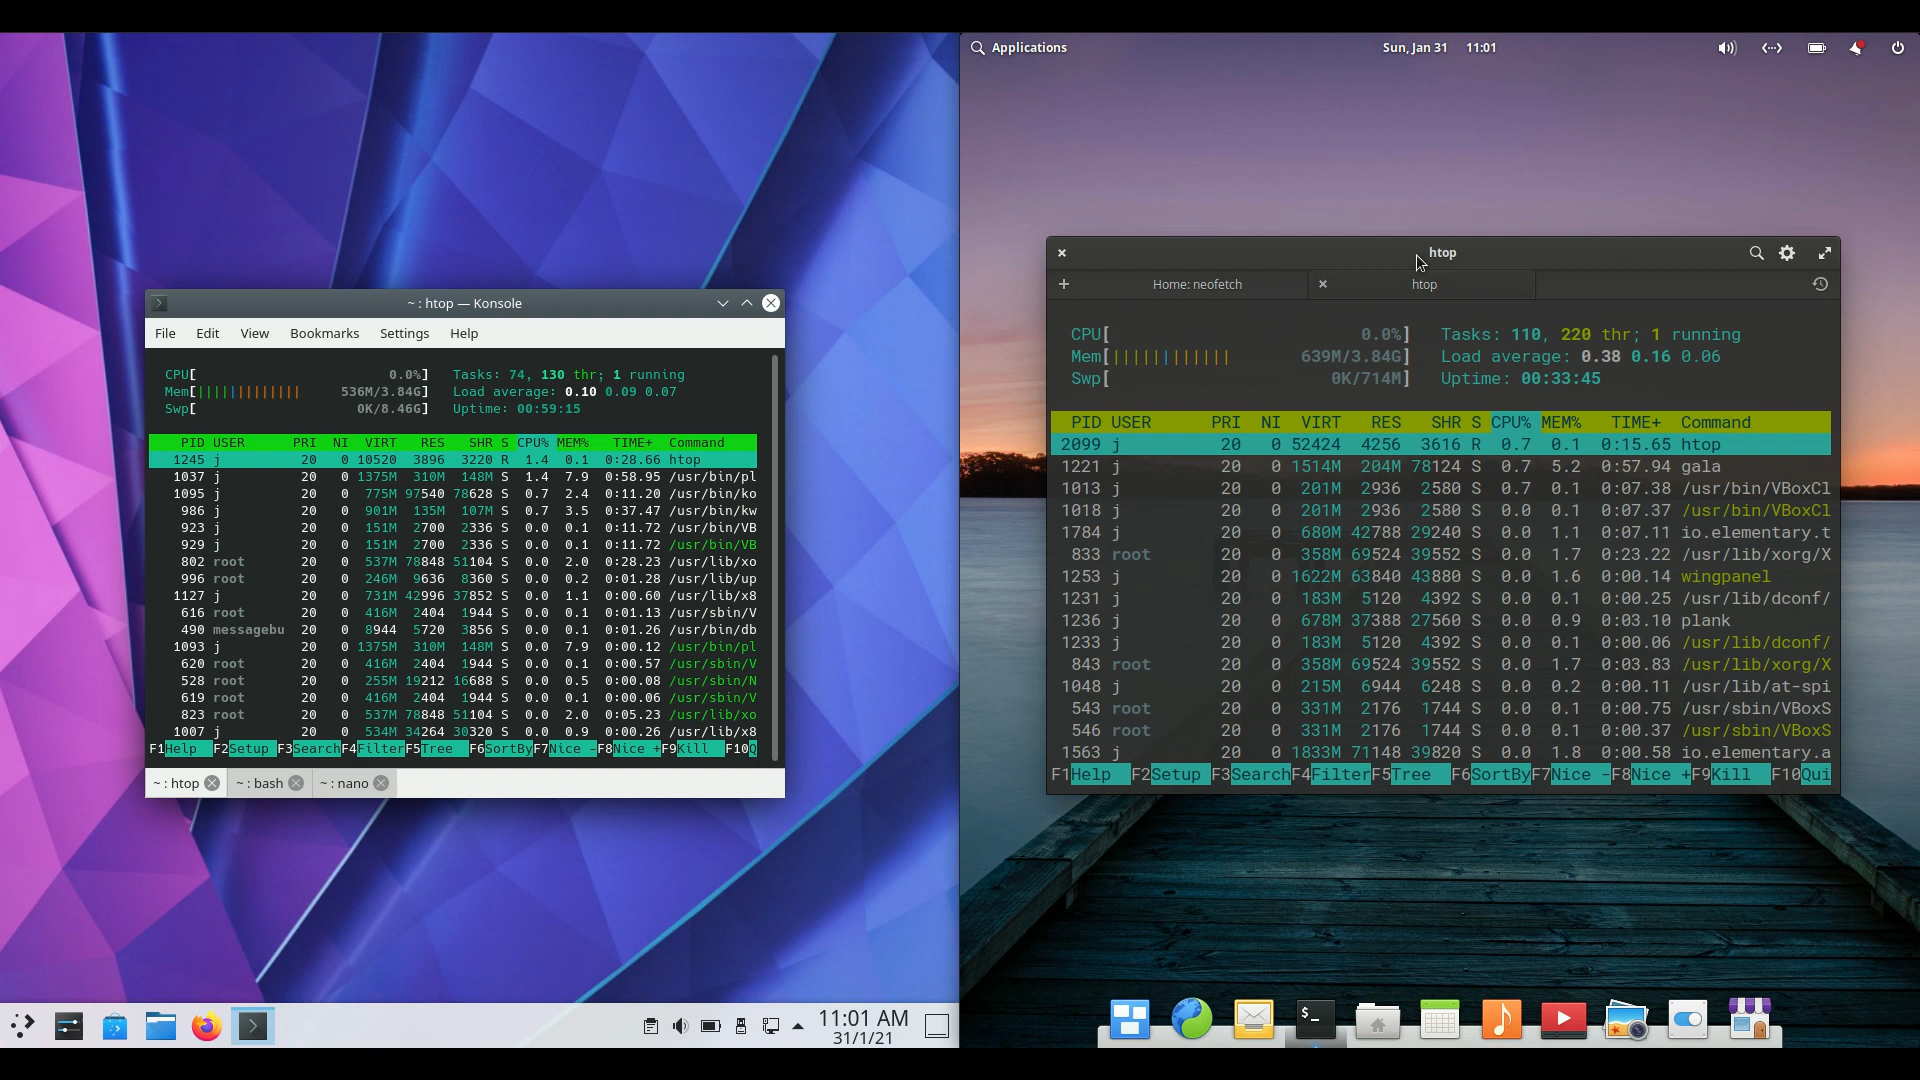 ~ : htop — Konsole
File Edit View Bookmarks Settings Help
CPU[ 0.0%] Tasks: 74, 130 thr; 1 running
Mem[||||||||||||| 536M/3.84G] Load average: 0.10 0.09 0.07
Swp[ 0K/8.46G] Uptime: 00:59:15
PID USER PRI NI VIRT RES SHR S CPU% MEM% TIME+ Command
1245 j 20 0 10520 3896 3220 R 1.4 0.1 0:28.66 htop
1037 j 20 0 1375M 310M 148M S 1.4 7.9 0:58.95 /usr/bin/pl
1095 j 20 0 775M 97540 78628 S 0.7 2.4 0:11.20 /usr/bin/ko
986 j 20 0 901M 135M 107M S 0.7 3.5 0:37.47 /usr/bin/kw
923 j 20 0 151M 2700 2336 S 0.0 0.1 0:11.72 /usr/bin/VB
929 j 20 0 151M 2700 2336 S 0.0 0.1 0:11.72 /usr/bin/VB
802 root 20 0 537M 78848 51104 S 0.0 2.0 0:28.23 /usr/lib/xo
996 root 20 0 246M 9636 8360 S 0.0 0.2 0:01.28 /usr/lib/up
1127 j 20 0 731M 42996 37852 S 0.0 1.1 0:00.60 /usr/lib/x8
616 root 20 0 416M 2404 1944 S 0.0 0.1 0:01.13 /usr/sbin/V
490 messagebu 20 0 8944 5720 3856 S 0.0 0.1 0:01.26 /usr/bin/db
1093 j 20 0 1375M 310M 148M S 0.0 7.9 0:00.12 /usr/bin/pl
620 root 20 0 416M 2404 1944 S 0.0 0.1 0:00.57 /usr/sbin/V
528 root 20 0 255M 19212 16688 S 0.0 0.5 0:00.08 /usr/sbin/N
619 root 20 0 416M 2404 1944 S 0.0 0.1 0:00.06 /usr/sbin/V
823 root 20 0 537M 78848 51104 S 0.0 2.0 0:05.23 /usr/lib/xo
1007 j 20 0 534M 34264 30320 S 0.0 0.9 0:00.26 /usr/lib/x8
F1Help F2Setup F3SearchF4FilterF5Tree F6SortByF7Nice -F8Nice +F9Kill F10Q
~ : htop ~ : bash ~ : nano
11:01 AM
31/1/21
Applications Sun, Jan 31 11:01
htop
Home: neofetch htop
CPU[ 0.0%] Tasks: 110, 220 thr; 1 running
Mem[|||||||||||| 639M/3.84G] Load average: 0.38 0.16 0.06
Swp[ 0K/714M] Uptime: 00:33:45
PID USER PRI NI VIRT RES SHR S CPU% MEM% TIME+ Command
2099 j 20 0 52424 4256 3616 R 0.7 0.1 0:15.65 htop
1221 j 20 0 1514M 204M 78124 S 0.7 5.2 0:57.94 gala
1013 j 20 0 201M 2936 2580 S 0.7 0.1 0:07.38 /usr/bin/VBoxCl
1018 j 20 0 201M 2936 2580 S 0.0 0.1 0:07.37 /usr/bin/VBoxCl
1784 j 20 0 680M 42788 29240 S 0.0 1.1 0:07.11 io.elementary.t
833 root 20 0 358M 69524 39552 S 0.0 1.7 0:23.22 /usr/lib/xorg/X
1253 j 20 0 1622M 63840 43880 S 0.0 1.6 0:00.14 wingpanel
1231 j 20 0 183M 5120 4392 S 0.0 0.1 0:00.25 /usr/lib/dconf/
1236 j 20 0 678M 37388 27560 S 0.0 0.9 0:03.10 plank
1233 j 20 0 183M 5120 4392 S 0.0 0.1 0:00.06 /usr/lib/dconf/
843 root 20 0 358M 69524 39552 S 0.0 1.7 0:03.83 /usr/lib/xorg/X
1048 j 20 0 215M 6944 6248 S 0.0 0.2 0:00.11 /usr/lib/at-spi
543 root 20 0 331M 2176 1744 S 0.0 0.1 0:00.75 /usr/sbin/VBoxS
546 root 20 0 331M 2176 1744 S 0.0 0.1 0:00.37 /usr/sbin/VBoxS
1563 j 20 0 1833M 71148 39820 S 0.0 1.8 0:00.58 io.elementary.a
F1Help F2Setup F3SearchF4FilterF5Tree F6SortByF7Nice -F8Nice +F9Kill F10Qui